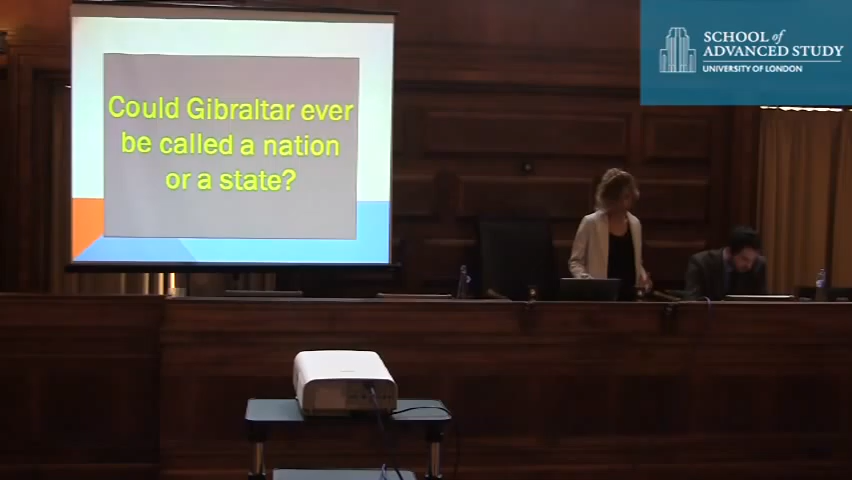 Could Gibraltar ever
be called a nation
or a state?
SCHOOL of
ADVANCED STUDY
UNIVERSITY OF LONDON